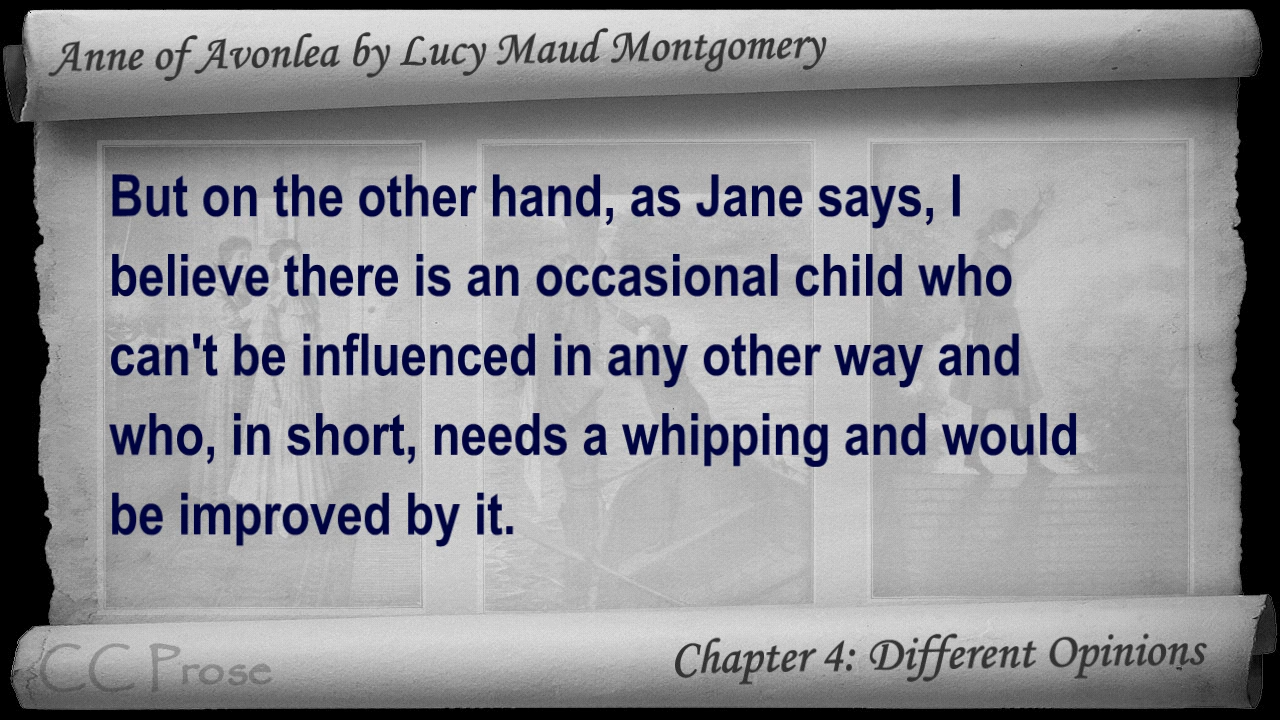 Anne of Avonlea by Lucy Maud Montgomery
But on the other hand, as Jane says, I
believe there is an occasional child who
can't be influenced in any other way and
who, in short, needs a whipping and would
be improved by it.
CC Prose
Chapter 4: Different Opinions